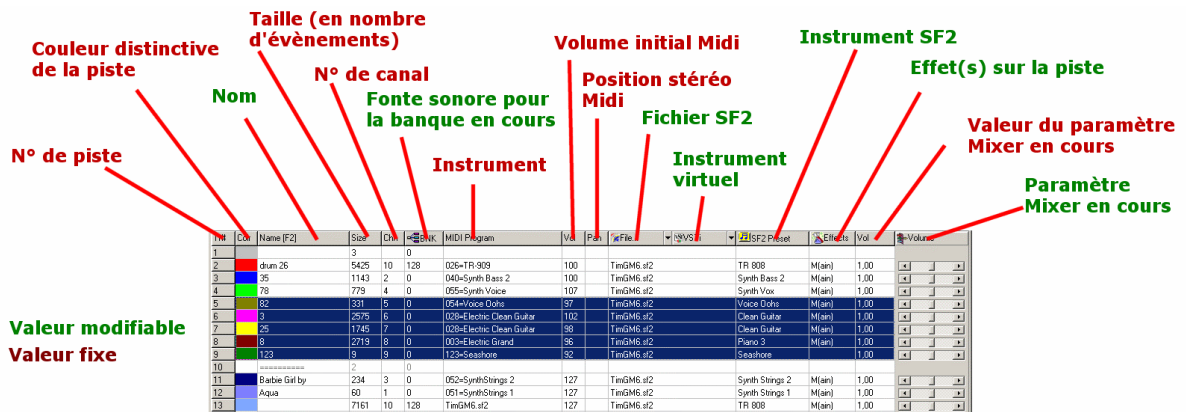 Taille (en nombre
d'évènements)
Couleur distinctive
de la piste
Volume initial Midi
Instrument SF2
N° de canal
Position stéréo
Midi
Effet(s) sur la piste
Nom
Fonte sonore pour
la banque en cours
Fichier SF2
Valeur du paramètre
Mixer en cours
N° de piste
Instrument
Instrument
virtuel
Paramètre
Mixer en cours
Name [F2] Size BNK MIDI Program Pan File. SF2 Preset Effects Vol Volume
1 3 0
2 drum 26 5425 10 128 026=TR-909 100 TimGM6.sf2 TR 808 M(ain) 1,00
3 35 1143 2 0 040=Synth Bass 2 100 TimGM6.sf2 Synth Bass 2 M(ain) 1,00
4 78 779 4 0 055=Synth Voice 107 TimGM6.sf2 Synth Vox M(ain) 1,00
5 82 331 5 0 054=Voice Oohs 97 TimGM6.sf2 Voice Oohs M(ain) 1,00
6 3 2575 6 0 028=Electric Clean Guitar 102 TimGM6.sf2 Clean Guitar M(ain) 1,00
7 25 1745 7 0 028=Electric Clean Guitar 98 TimGM6.sf2 Clean Guitar M(ain) 1,00
8 8 2719 8 0 003=Electric Grand 96 TimGM6.sf2 Piano 3 M(ain) 1,00
9 123 9 9 0 123=Seashore 92 TimGM6.sf2 Seashore 1,00
10 ========== 2 0
11 Barbie Girl by 234 3 0 052=SynthStrings 2 127 TimGM6.sf2 Synth Strings 2 M(ain) 1,00
12 Aqua 60 1 0 051=SynthStrings 1 127 TimGM6.sf2 Synth Strings 1 M(ain) 1,00
13 7161 10 128 TimGM6.sf2 127 TimGM6.sf2 TR 808 M(ain) 1,00
Valeur modifiable
Valeur fixe